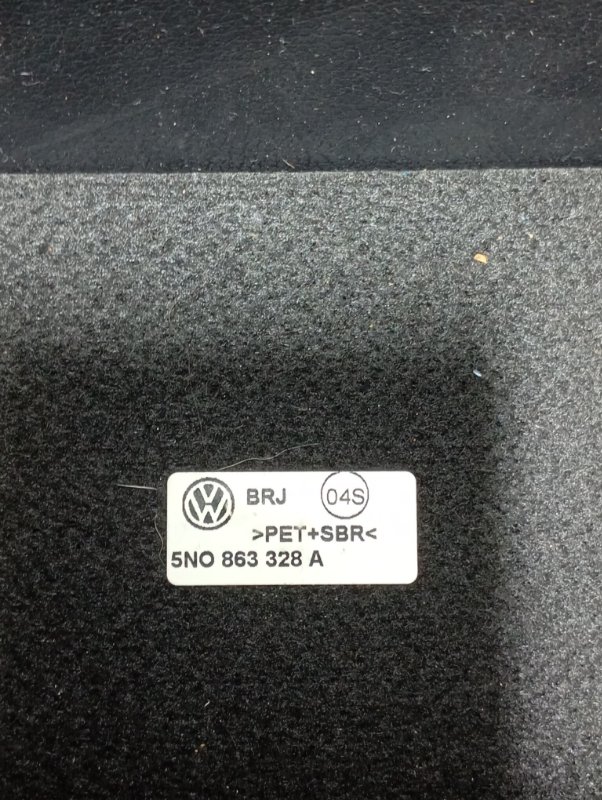 BRJ 04S
>PET+SBR<
5NO 863 328 A